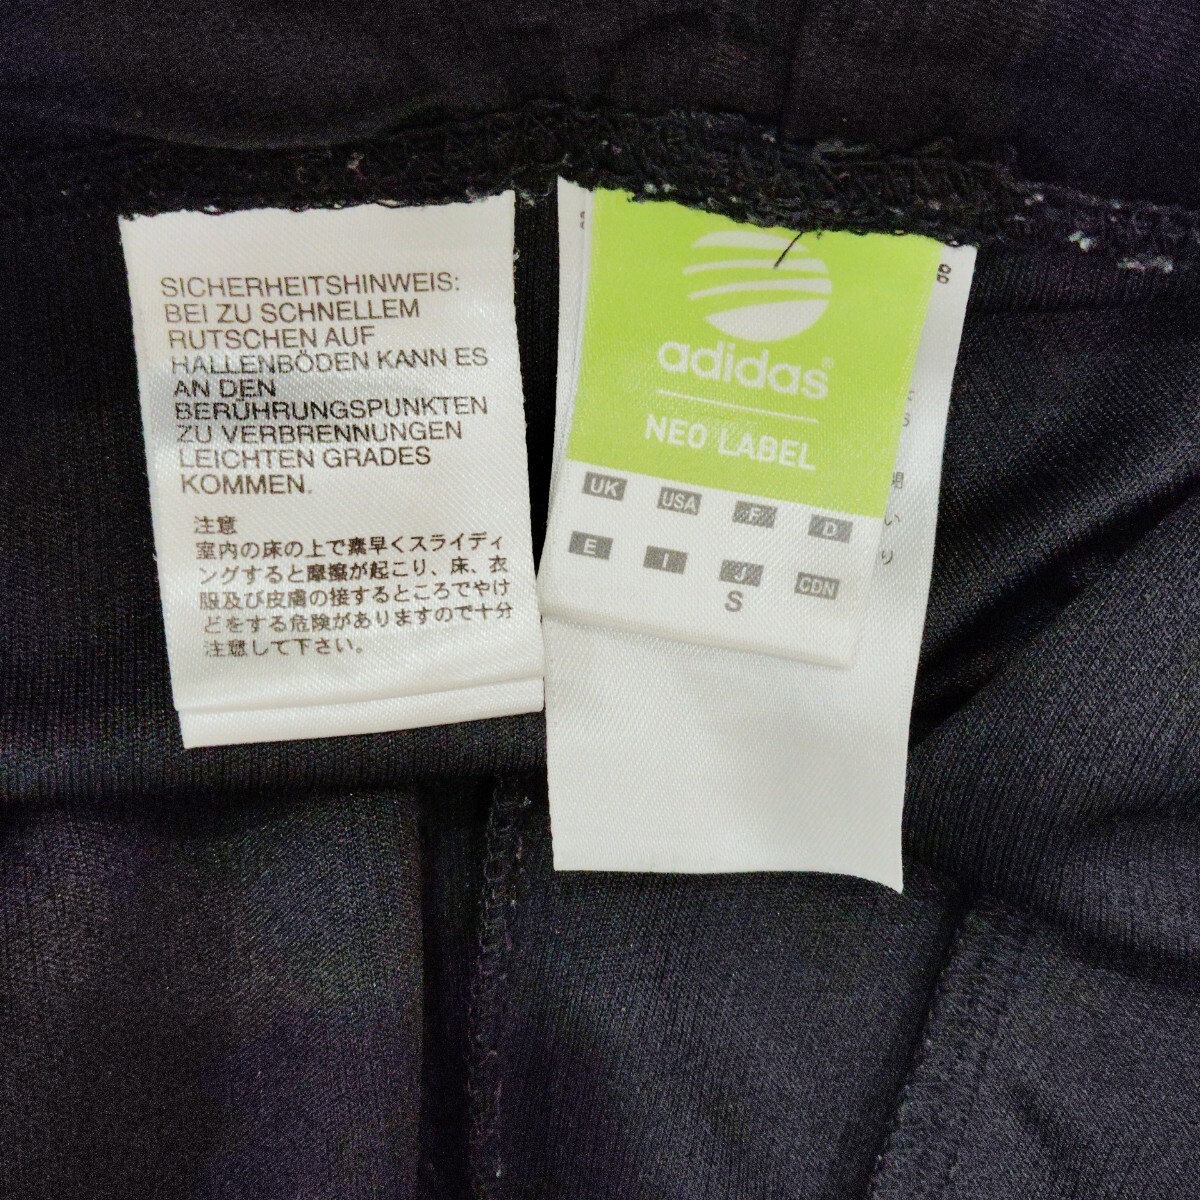 SICHERHEITSHINWEIS:
BEI ZU SCHNELLEM
RUTSCHEN AUF
HALLENBÖDEN KANN ES
AN DEN
BERÜHRUNGSPUNKTEN
ZU VERBRENNUNGEN
LEICHTEN GRADES
KOMMEN.
注意
室内の床の上で素早くスライディ
ングすると摩擦が起こり、床、衣
服及び皮膚の接するところでやけ
どをする危険がありますので十分
注意して下さい。
adidas®
NEO LABEL
UK USA F D
E I J CDN
S
い
り